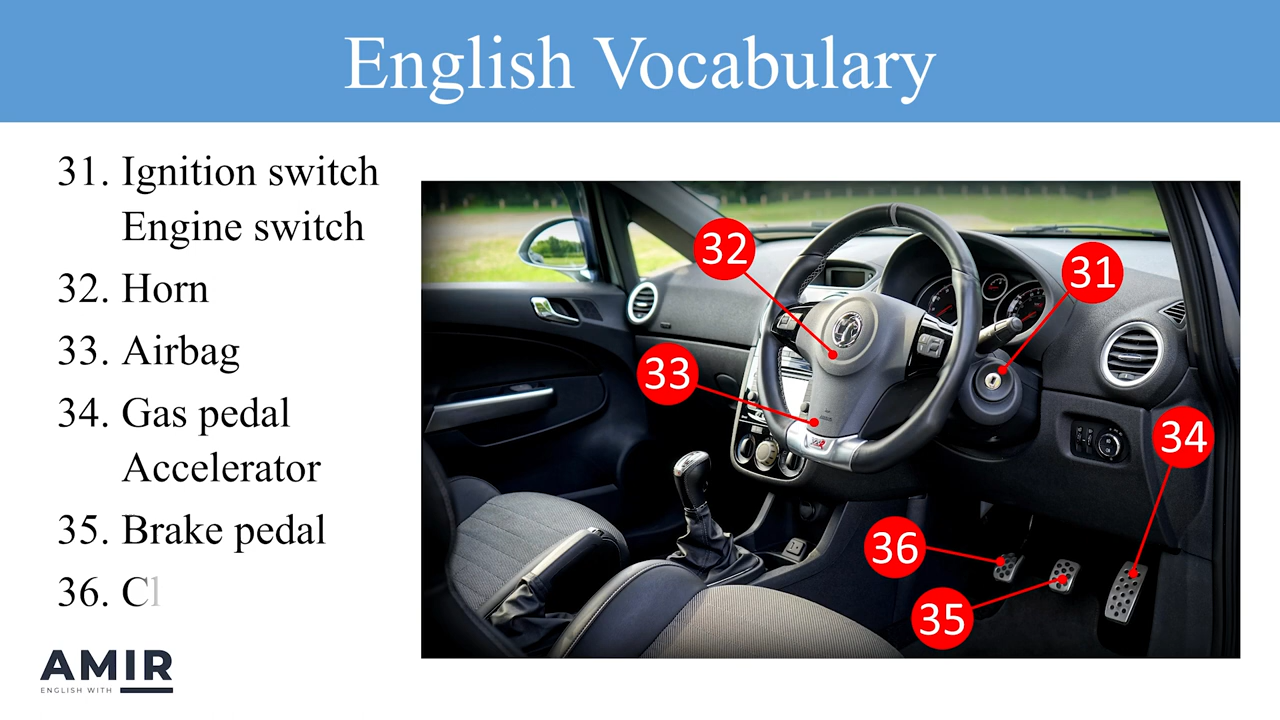 English Vocabulary
31. Ignition switch
Engine switch
32. Horn
33. Airbag
34. Gas pedal
Accelerator
35. Brake pedal
36. Cl
32
31
33
34
36
35
AMIR
ENGLISH WITH